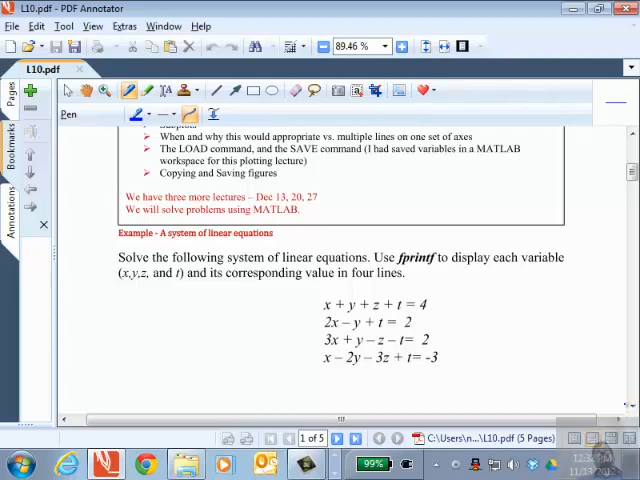 L10.pdf - PDF Annotator
File Edit Tool View Extras Window Help
89.46 %
L10.pdf
Pen
Pages
Bookmarks
Annotations
Subplots
When and why this would appropriate vs. multiple lines on one set of axes
The LOAD command, and the SAVE command (I had saved variables in a MATLAB
workspace for this plotting lecture)
Copying and Saving figures
We have three more lectures – Dec 13, 20, 27
We will solve problems using MATLAB.
Example - A system of linear equations
Solve the following system of linear equations. Use fprintf to display each variable
(x,y,z, and t) and its corresponding value in four lines.
x + y + z + t = 4
2x – y + t = 2
3x + y – z – t= 2
x – 2y – 3z + t= -3
1 of 5
C:\Users\n...\L10.pdf (5 Pages)
99%